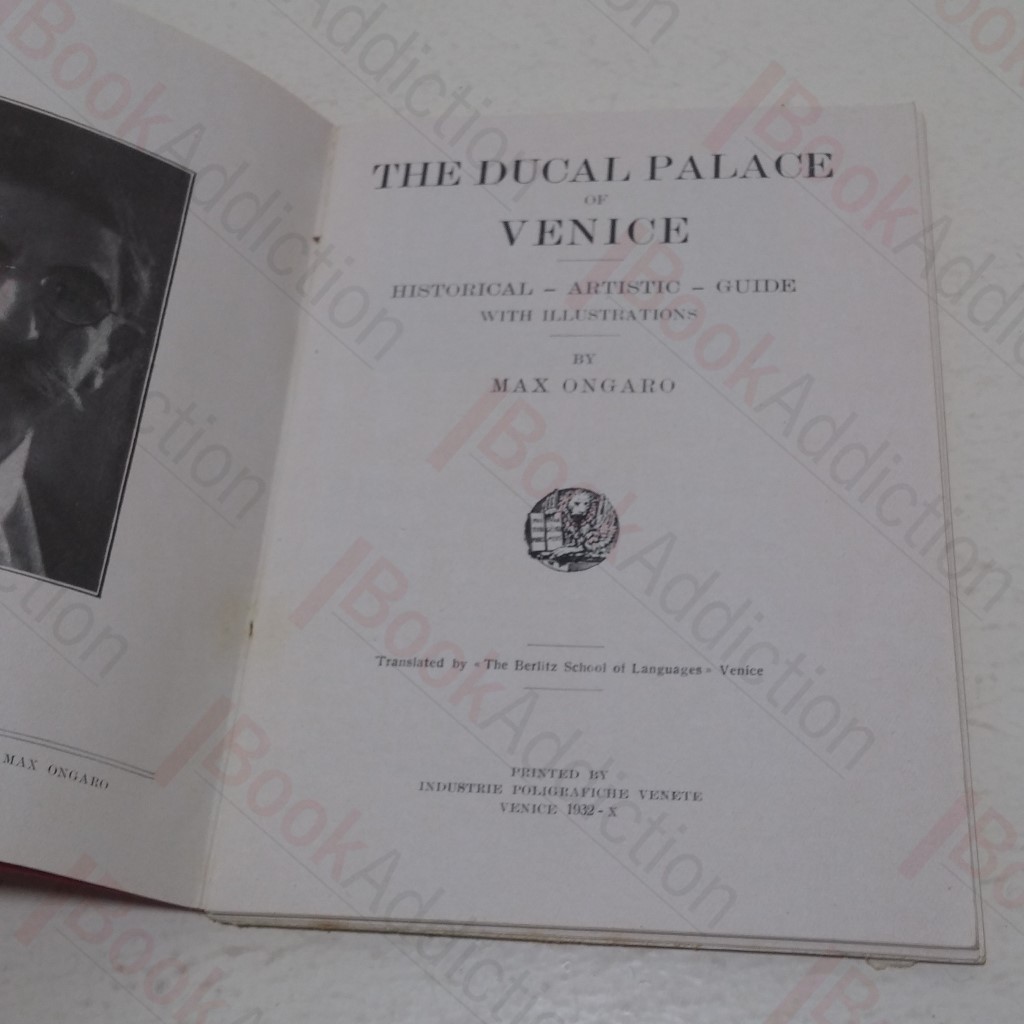 THE DUCAL PALACE
OF
VENICE
HISTORICAL - ARTISTIC - GUIDE
WITH ILLUSTRATIONS
BY
MAX ONGARO
Translated by « The Berlitz School of Languages » Venice
PRINTED BY
INDUSTRIE POLIGRAFICHE VENETE
VENICE 1932 - X
MAX ONGARO
BookAddiction